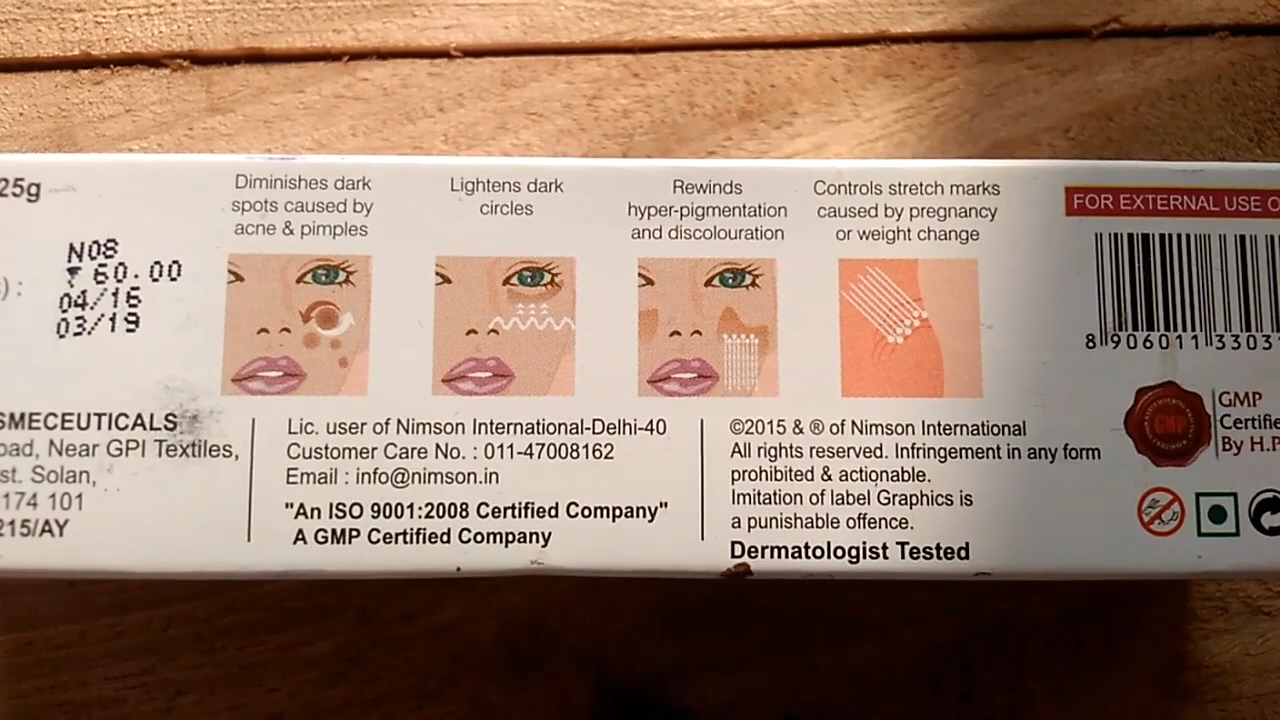 25g
N08
₹60.00
04/16
03/19
Diminishes dark
spots caused by
acne & pimples
Lightens dark
circles
Rewinds
hyper-pigmentation
and discolouration
Controls stretch marks
caused by pregnancy
or weight change
FOR EXTERNAL USE
8 906011 3303
SMECEUTICALS
oad, Near GPI Textiles,
st. Solan,
174 101
215/AY
Lic. user of Nimson International-Delhi-40
Customer Care No. : 011-47008162
Email : info@nimson.in
"An ISO 9001:2008 Certified Company"
A GMP Certified Company
©2015 & ® of Nimson International
All rights reserved. Infringement in any form
prohibited & actionable.
Imitation of label Graphics is
a punishable offence.
Dermatologist Tested
GMP
GMP
Certifie
By H.P